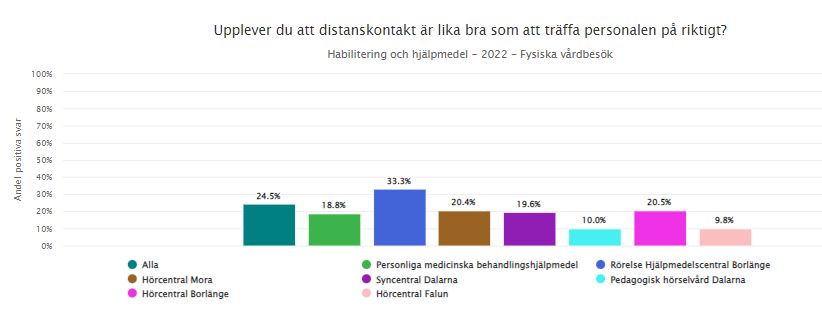 Upplever du att distanskontakt är lika bra som att träffa personalen på riktigt?
Habilitering och hjälpmedel - 2022 - Fysiska vårdbesök
Andel positiva svar
100%
90%
80%
70%
60%
50%
40%
30%
20%
10%
0%
24.5%
18.8%
33.3%
20.4%
19.6%
10.0%
20.5%
9.8%
Alla
Personliga medicinska behandlingshjälpmedel
Rörelse Hjälpmedelscentral Borlänge
Hörcentral Mora
Syncentral Dalarna
Pedagogisk hörselvård Dalarna
Hörcentral Borlänge
Hörcentral Falun